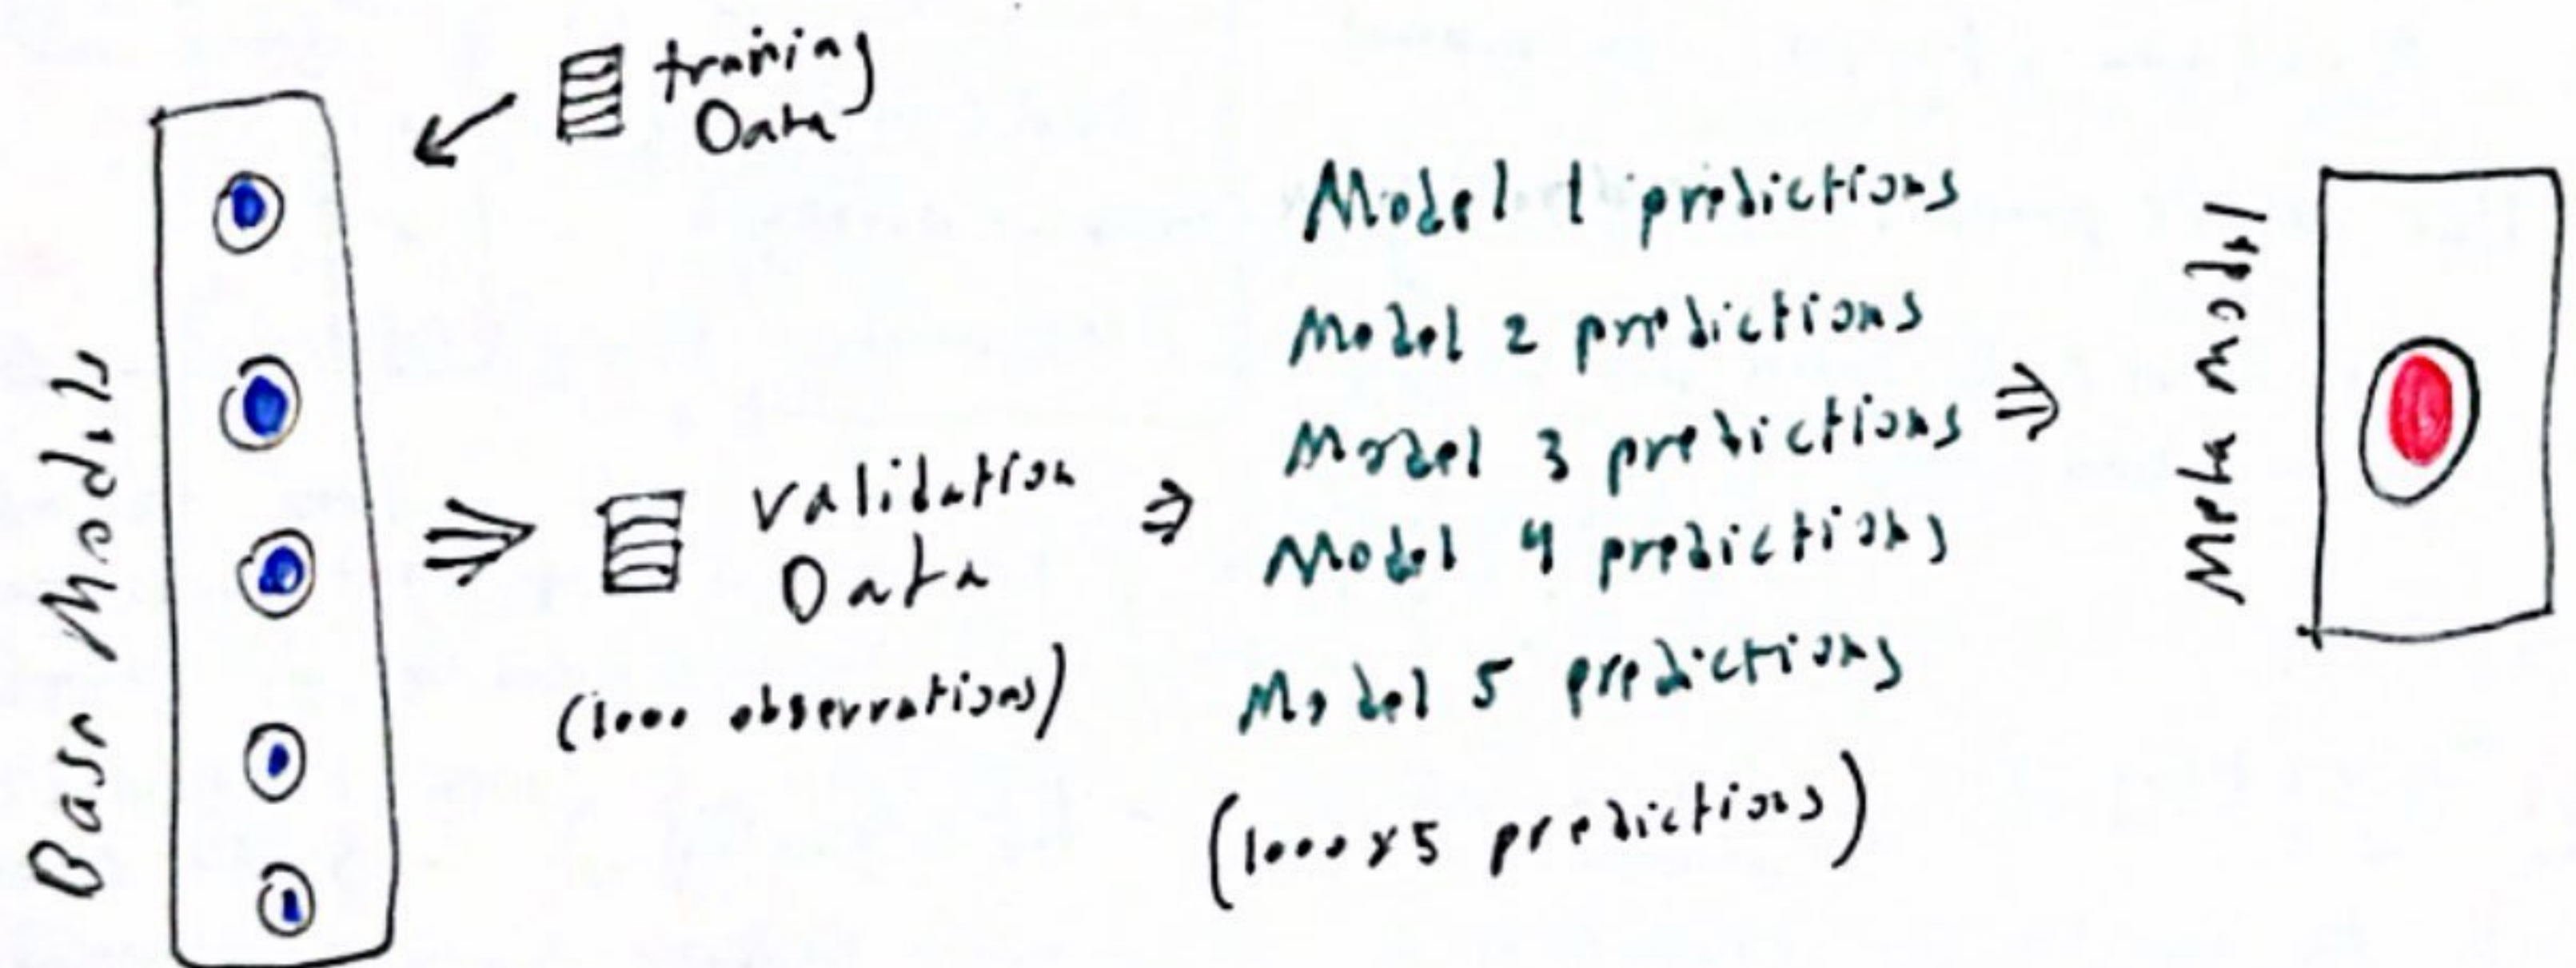 training
Data
Base Models
validation
Data
(1000 observations)
Model 1 predictions
Model 2 predictions
Model 3 predictions
Model 4 predictions
Model 5 predictions
(1000x5 predictions)
Meta model